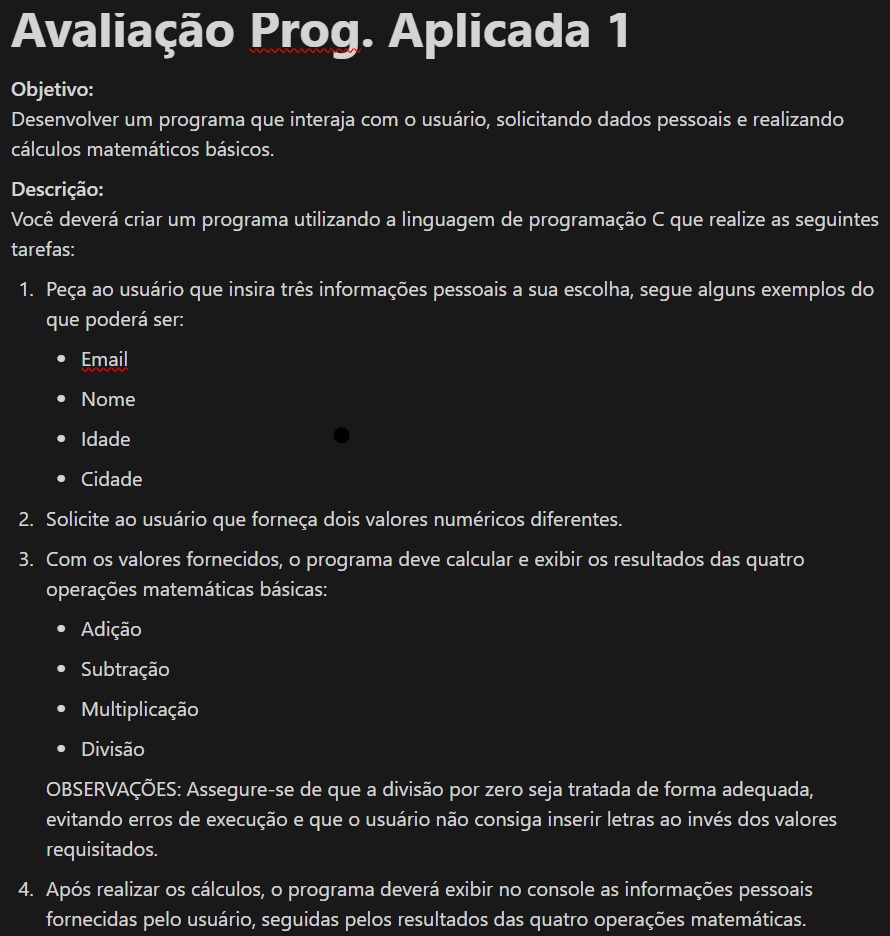 Avaliação Prog. Aplicada 1
Objetivo:
Desenvolver um programa que interaja com o usuário, solicitando dados pessoais e realizando
cálculos matemáticos básicos.
Descrição:
Você deverá criar um programa utilizando a linguagem de programação C que realize as seguintes
tarefas:
1. Peça ao usuário que insira três informações pessoais a sua escolha, segue alguns exemplos do
que poderá ser:
• Email
• Nome
• Idade
• Cidade
2. Solicite ao usuário que forneça dois valores numéricos diferentes.
3. Com os valores fornecidos, o programa deve calcular e exibir os resultados das quatro
operações matemáticas básicas:
• Adição
• Subtração
• Multiplicação
• Divisão
OBSERVAÇÕES: Assegure-se de que a divisão por zero seja tratada de forma adequada,
evitando erros de execução e que o usuário não consiga inserir letras ao invés dos valores
requisitados.
4. Após realizar os cálculos, o programa deverá exibir no console as informações pessoais
fornecidas pelo usuário, seguidas pelos resultados das quatro operações matemáticas.